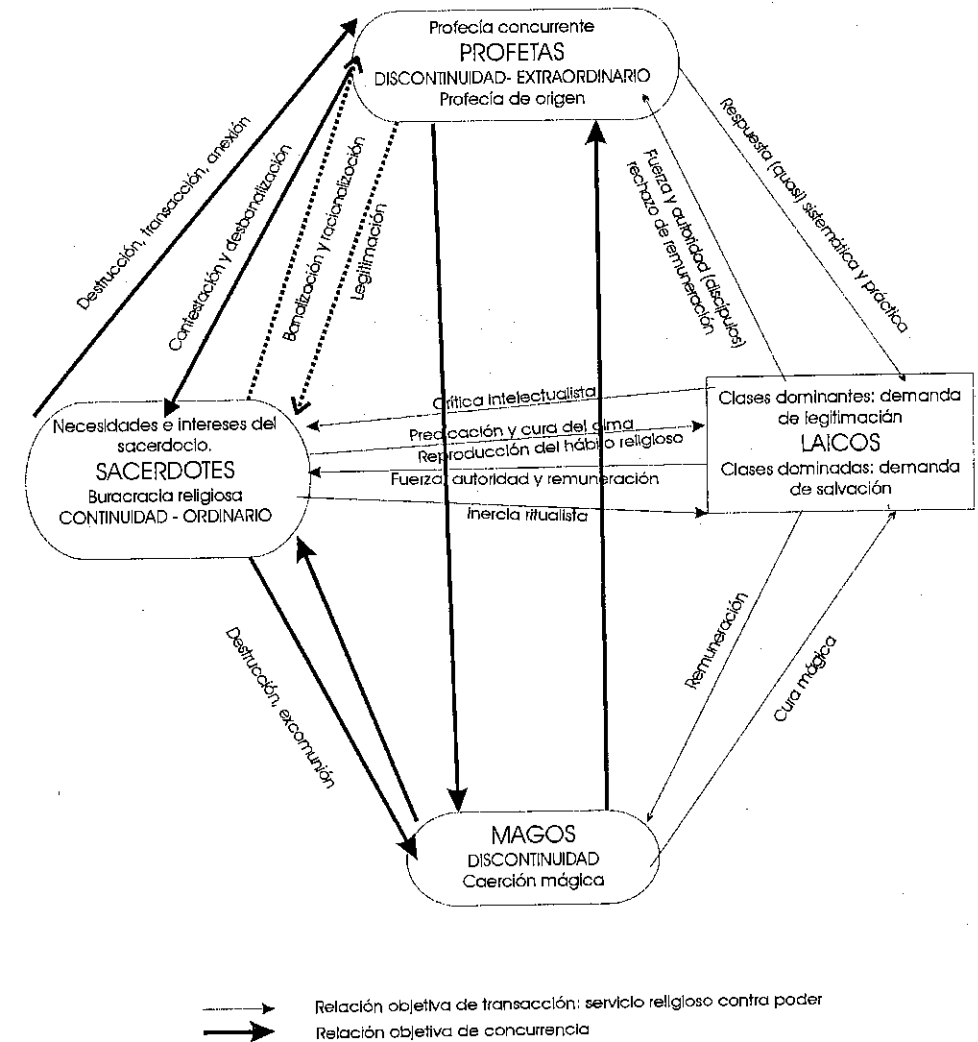 Profecía concurrente
PROFETAS
DISCONTINUIDAD- EXTRAORDINARIO
Profecía de origen
Destrucción, transacción, anexión
Contestación y desbanalización
Banalización y racionalización
Legitimación
Fuerza y autoridad (discípulos)
rechazo de remuneración
Respuesta (quasi) sistemática y práctica
Necesidades e intereses del
sacerdocio.
SACERDOTES
Buracracia religiosa
CONTINUIDAD - ORDINARIO
Crítica intelectualista
Predicación y cura del alma
Reproducción del hábito religioso
Fuerza, autoridad y remuneración
Inercia ritualista
Clases dominantes: demanda
de legitimacián
LAICOS
Clases dominadas: demanda
de salvación
Destrucción, excomunión
Remuneración
Cura mágica
MAGOS
DISCONTINUIDAD
Caerción mágica
Relación objetiva de transacción: servicio religioso contra poder
Relación objetiva de concurrencia